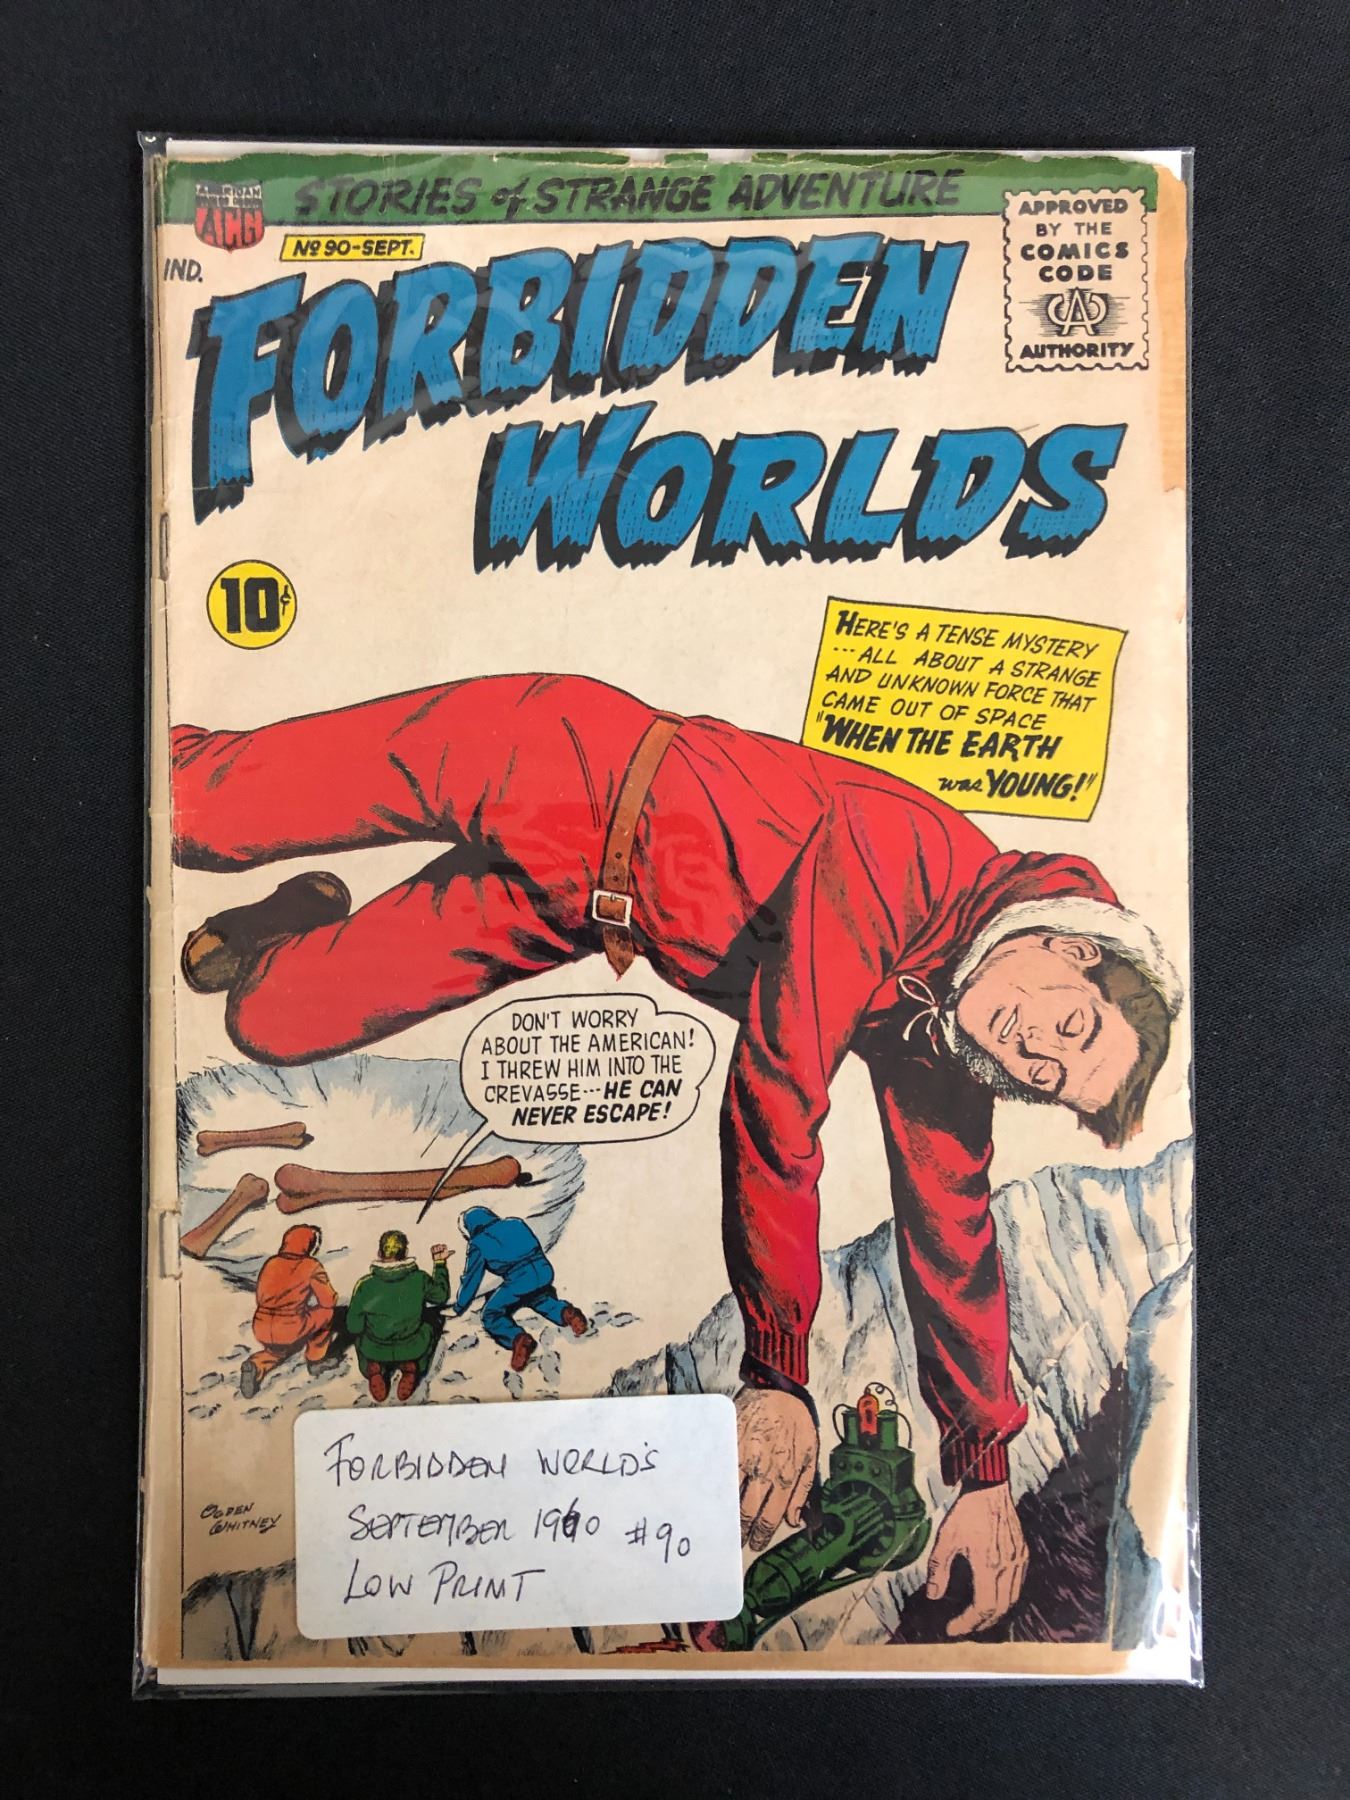 STORIES of STRANGE ADVENTURE
AMERICAN
ACG
Nº 90-SEPT.
IND.
APPROVED
BY THE
COMICS
CODE
CA
AUTHORITY
FORBIDDEN
WORLDS
10¢
HERE'S A TENSE MYSTERY
---ALL ABOUT A STRANGE
AND UNKNOWN FORCE THAT
CAME OUT OF SPACE
"WHEN THE EARTH
was YOUNG!"
DON'T WORRY
ABOUT THE AMERICAN!
I THREW HIM INTO THE
CREVASSE---HE CAN
NEVER ESCAPE!
OGDEN
WHITNEY
FORBIDDEN WORLD'S
SEPTEMBER 1960 #90
LOW PRINT